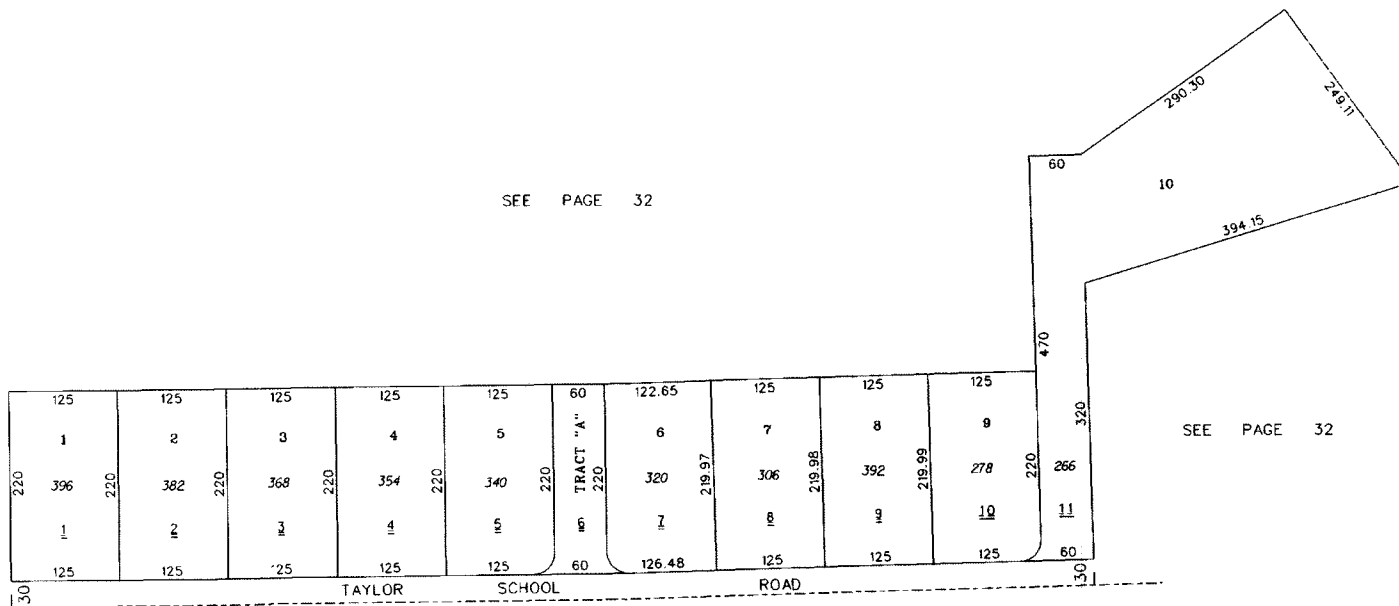 290.30
249.11
60
10
SEE PAGE 32
394.15
470
320
SEE PAGE 32
125 125 125 125 125 60 122.65 125 125 125
1 2 3 4 5 TRACT "A" 6 7 8 9
220 396 220 382 220 368 220 354 220 340 220 220 320 219.97 306 219.98 392 219.99 278 220 266
1 2 3 4 5 6 7 8 9 10 11
125 125 125 125 125 60 126.48 125 125 125 60
30 TAYLOR SCHOOL ROAD 30